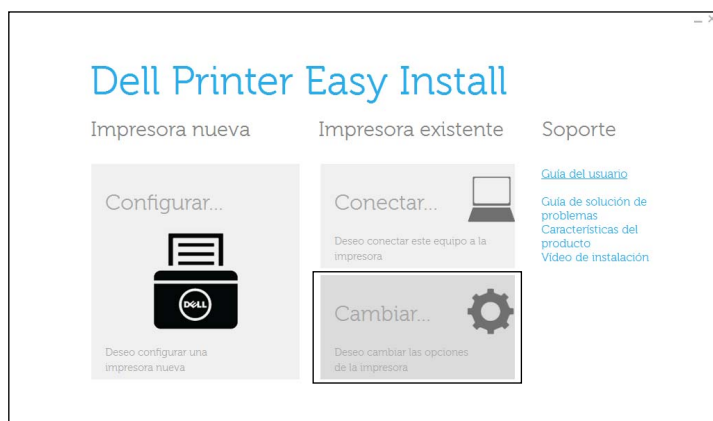 Dell Printer Easy Install
Impresora nueva
Configurar...
DELL
Deseo configurar una
impresora nueva
Impresora existente
Conectar...
Deseo conectar este equipo a la
impresora
Cambiar...
Deseo cambiar las opciones
de la impresora
Soporte
Guía del usuario
Guía de solución de
problemas
Características del
producto
Vídeo de instalación